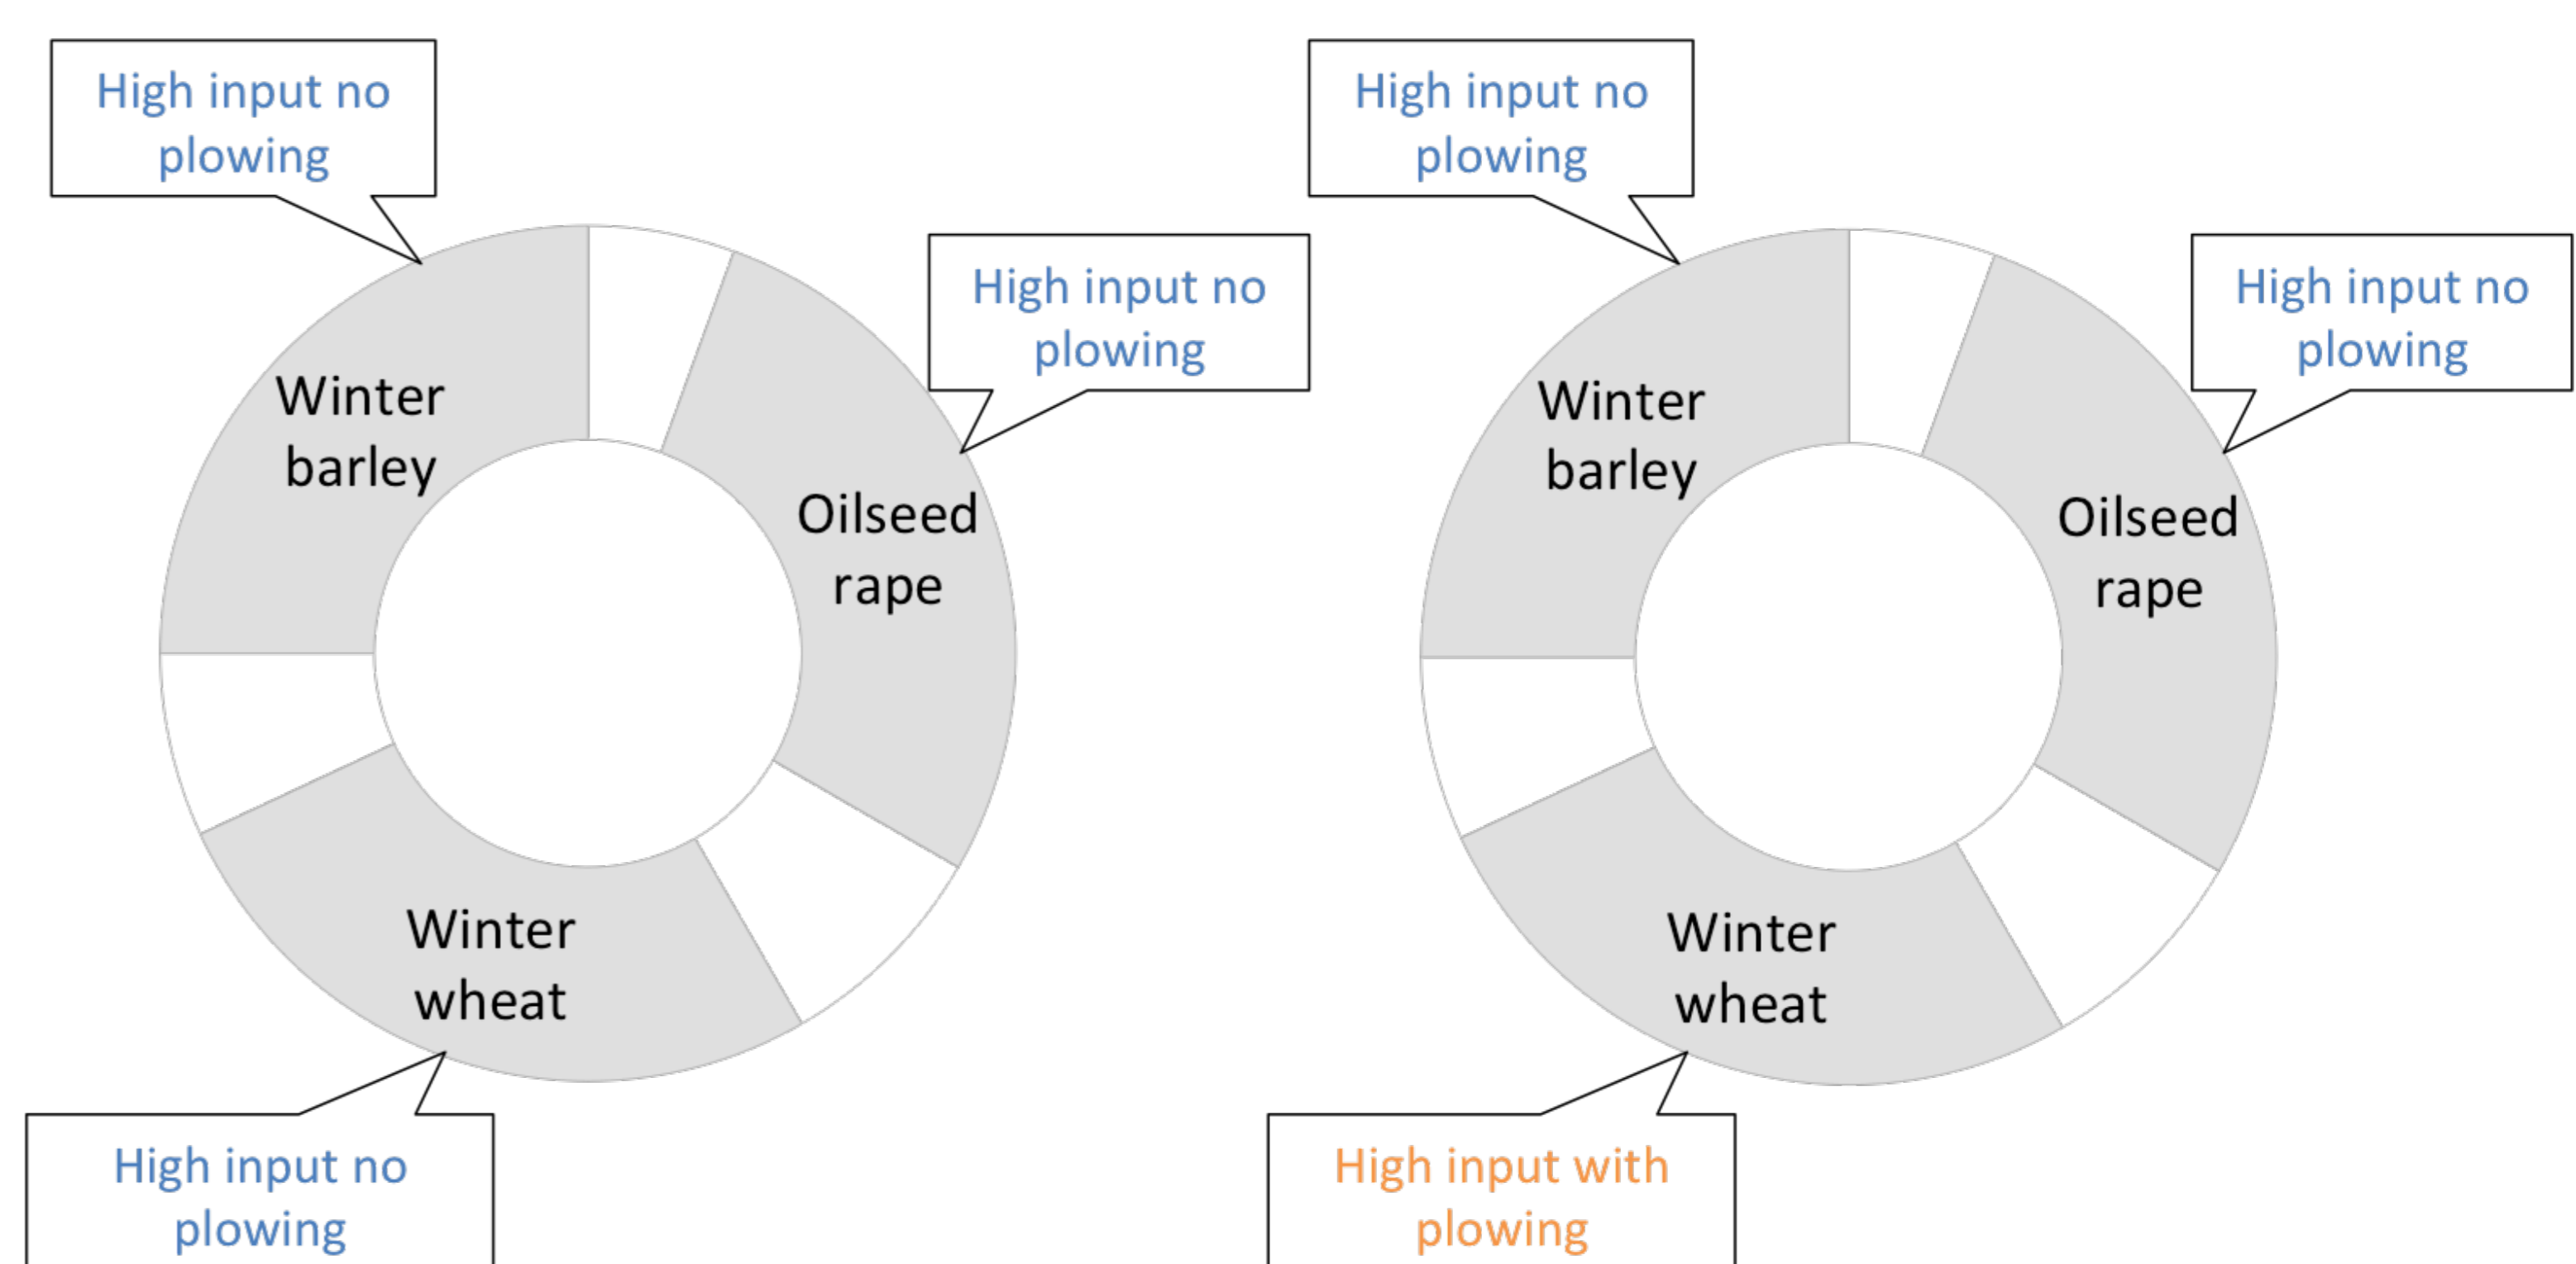 High input no
plowing
High input no
plowing
Winter
barley
Oilseed
rape
Winter
wheat
High input no
plowing
High input no
plowing
High input no
plowing
Winter
barley
Oilseed
rape
Winter
wheat
High input with
plowing